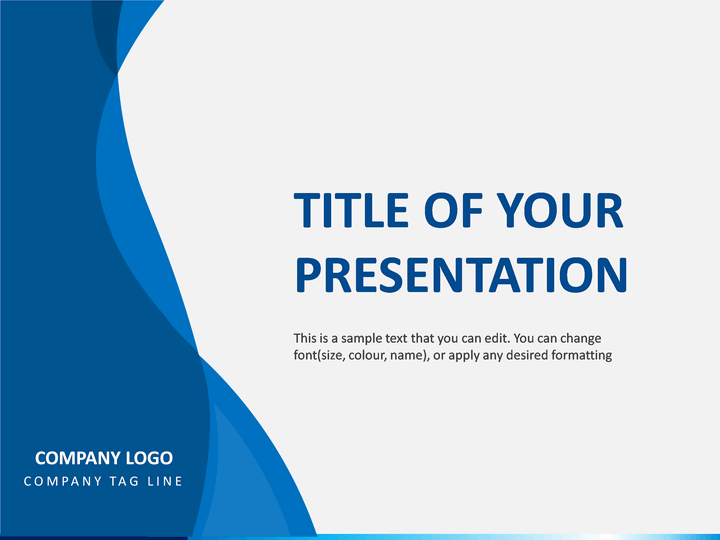 TITLE OF YOUR
PRESENTATION
This is a sample text that you can edit. You can change
font(size, colour, name), or apply any desired formatting
COMPANY LOGO
COMPANY TAG LINE